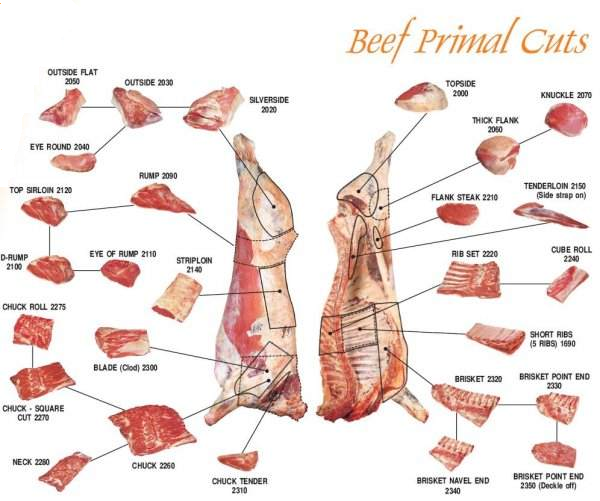 Beef Primal Cuts
OUTSIDE FLAT
2050
OUTSIDE 2030
SILVERSIDE
2020
EYE ROUND 2040
RUMP 2090
TOP SIRLOIN 2120
D-RUMP
2100
EYE OF RUMP 2110
STRIPLOIN
2140
CHUCK ROLL 2275
BLADE (Clod) 2300
CHUCK - SQUARE
CUT 2270
NECK 2280
CHUCK 2260
CHUCK TENDER
2310
TOPSIDE
2000
KNUCKLE 2070
THICK FLANK
2060
TENDERLOIN 2150
(Side strap on)
FLANK STEAK 2210
RIB SET 2220
CUBE ROLL
2240
SHORT RIBS
(5 RIBS) 1690
BRISKET 2320
BRISKET POINT END
2330
BRISKET NAVEL END
2340
BRISKET POINT END
2350 (Deckle off)